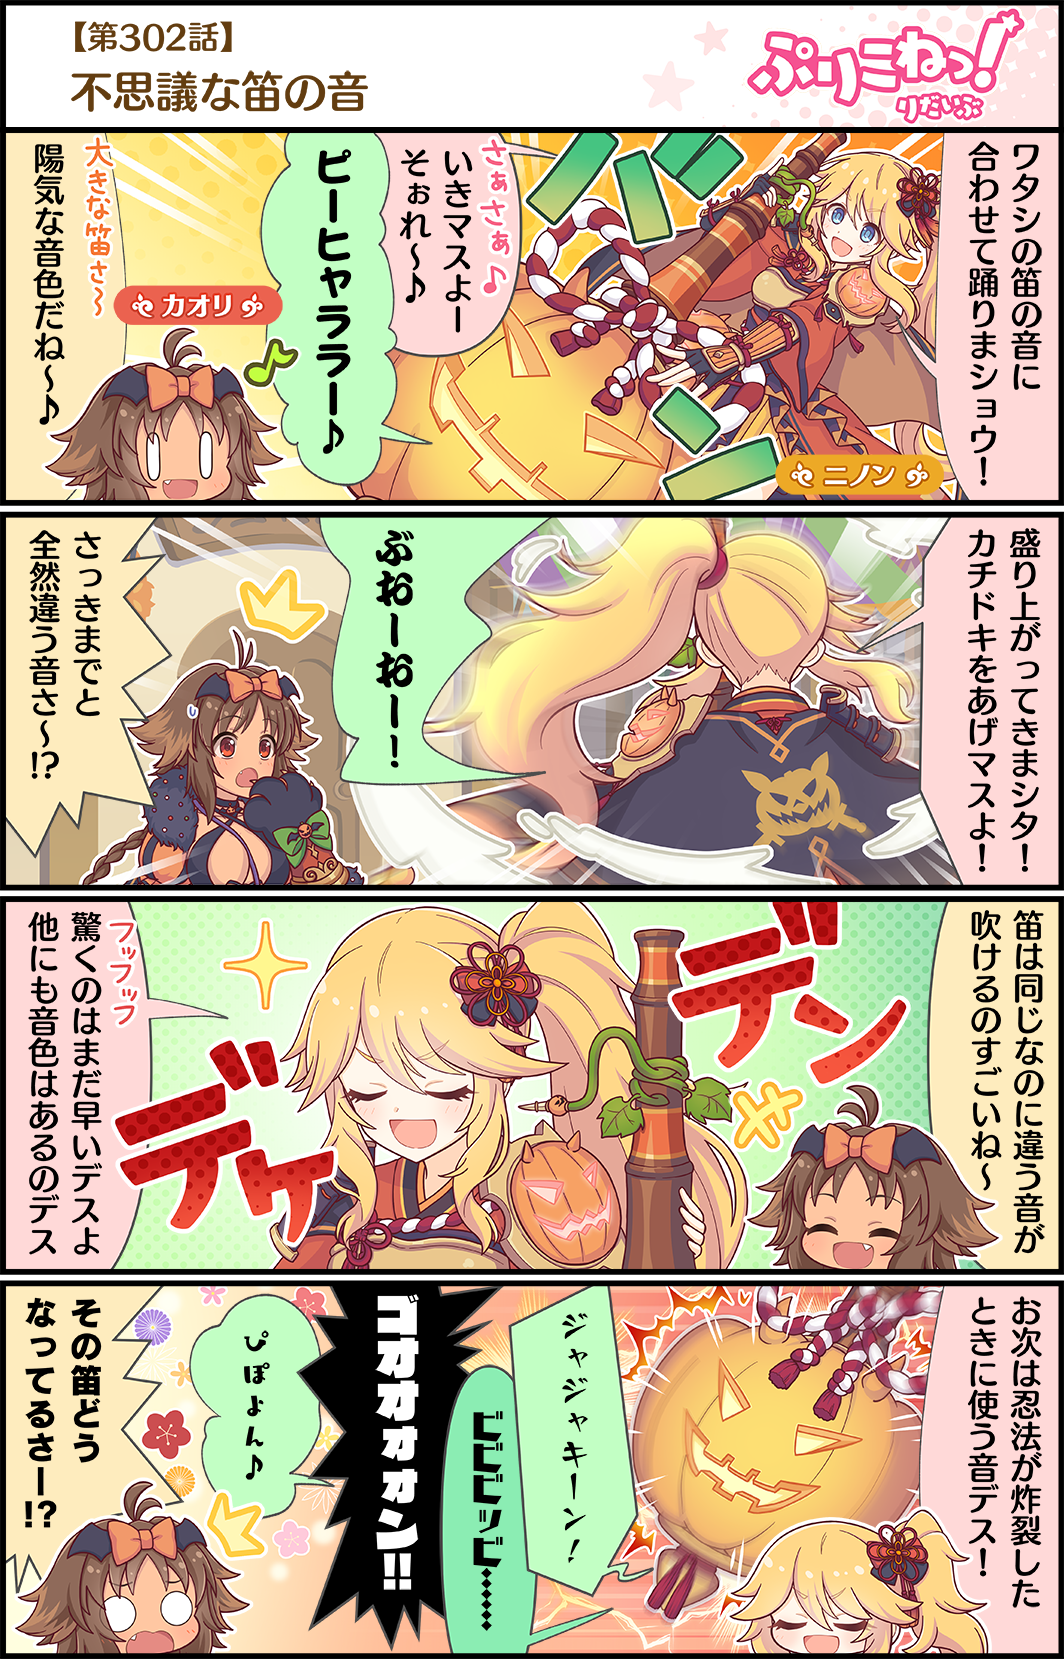 【第302話】
不思議な笛の音
ぷりこねっ!
りだいぶ
ワタシの笛の音に
合わせて踊りまショウ!
バ
バーン
さぁさぁ♪
いきマスよー
そぉれ〜♪
ニノン
ピーヒャララー♪
カオリ
大きな笛さ〜
陽気な音色だね〜♪
盛り上がってきまシタ!
カチドキをあげマスよ!
ぶおーおー!
さっきまでと
全然違う音さ〜!?
笛は同じなのに違う音が
吹けるのすごいね〜
デン
デケ
フッフッフ
驚くのはまだ早いデスよ
他にも音色はあるのデス
お次は忍法が炸裂した
ときに使う音デス!
ジャジャキーン!
ビビビッビ……
ゴオオオォォン!!
ぴぽょん♪
その笛どう
なってるさー!?